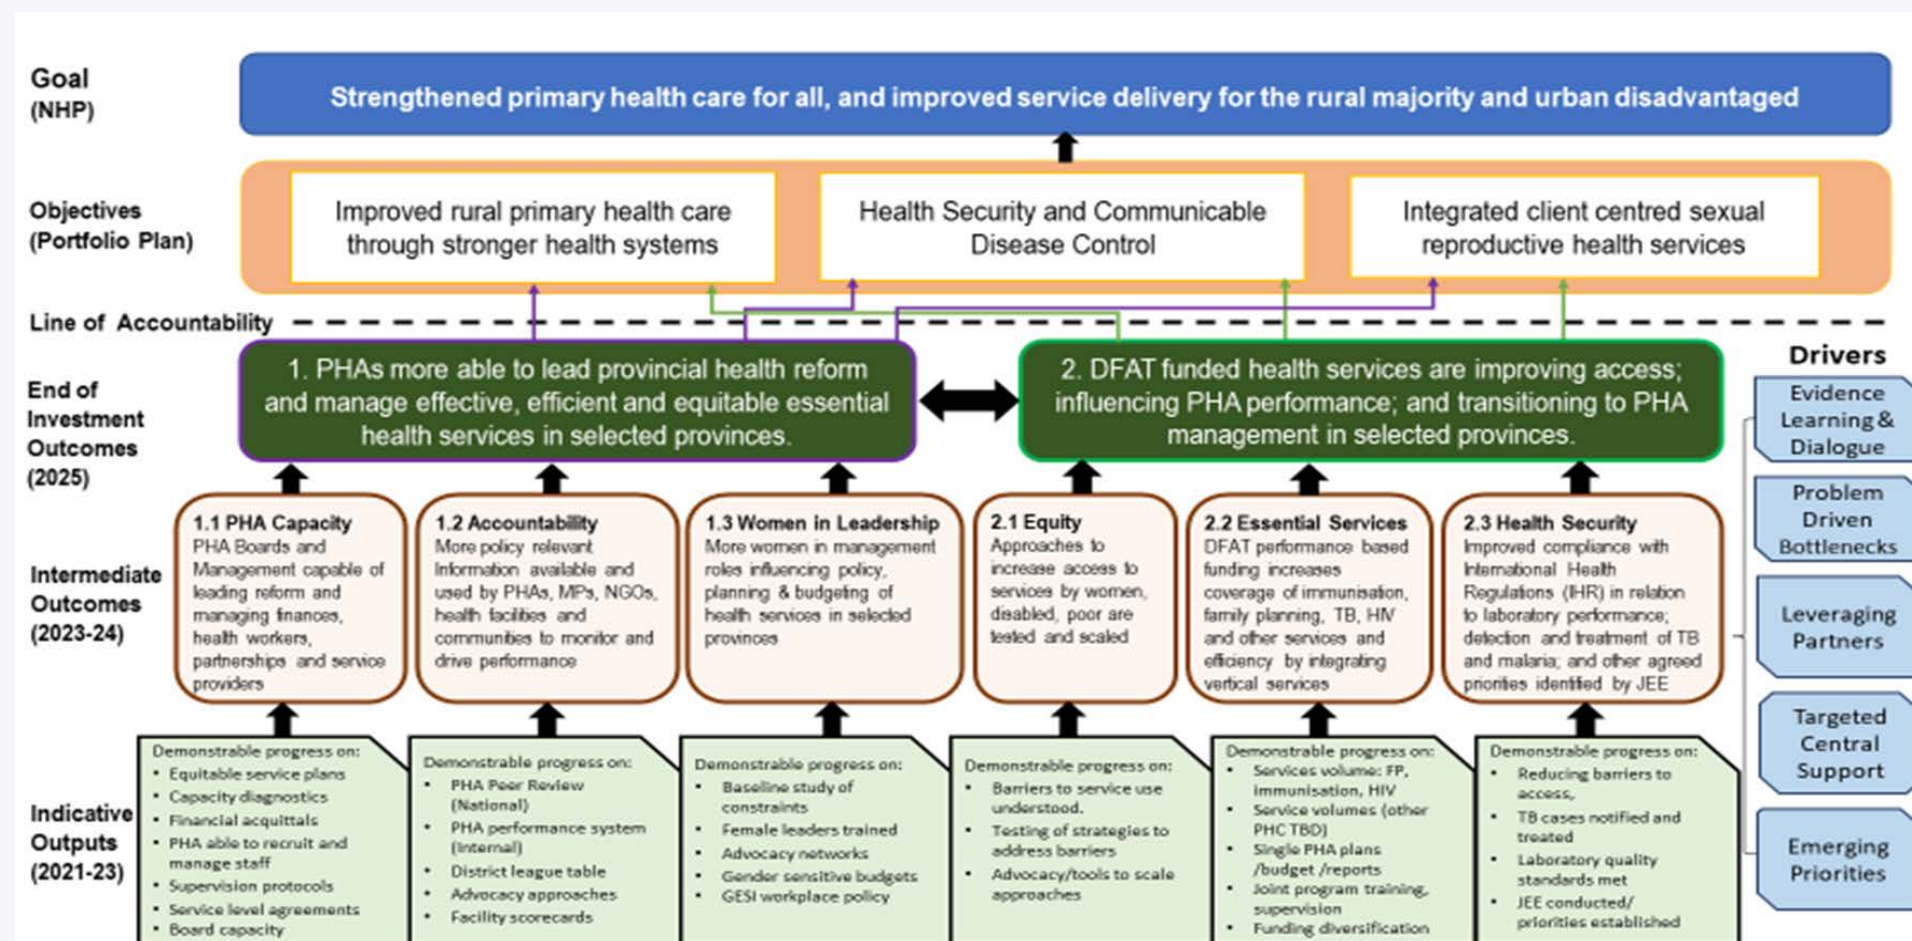 Goal
(NHP)
Strengthened primary health care for all, and improved service delivery for the rural majority and urban disadvantaged
Objectives
(Portfolio Plan)
Improved rural primary health care
through stronger health systems
Health Security and Communicable
Disease Control
Integrated client centred sexual
reproductive health services
Line of Accountability
End of
Investment
Outcomes
(2025)
1. PHAs more able to lead provincial health reform
and manage effective, efficient and equitable essential
health services in selected provinces.
2. DFAT funded health services are improving access;
influencing PHA performance; and transitioning to PHA
management in selected provinces.
Intermediate
Outcomes
(2023-24)
1.1 PHA Capacity
PHA Boards and
Management capable of
leading reform and
managing finances,
health workers,
partnerships and service
providers
1.2 Accountability
More policy relevant
Information available and
used by PHAs, MPs, NGOs,
health facilities and
communities to monitor and
drive performance
1.3 Women in Leadership
More women in management
roles influencing policy,
planning & budgeting of
health services in selected
provinces
2.1 Equity
Approaches to
increase access to
services by women,
disabled, poor are
tested and scaled
2.2 Essential Services
DFAT performance based
funding increases
coverage of immunisation,
family planning, TB, HIV
and other services and
efficiency by integrating
vertical services
2.3 Health Security
Improved compliance with
International Health
Regulations (IHR) in relation
to laboratory performance;
detection and treatment of TB
and malaria; and other agreed
priorities identified by JEE
Indicative
Outputs
(2021-23)
Demonstrable progress on:
▪ Equitable service plans
▪ Capacity diagnostics
▪ Financial acquittals
▪ PHA able to recruit and
manage staff
▪ Supervision protocols
▪ Service level agreements
▪ Board capacity
Demonstrable progress on:
▪ PHA Peer Review
(National)
▪ PHA performance system
(Internal)
▪ District league table
▪ Advocacy approaches
▪ Facility scorecards
Demonstrable progress on:
▪ Baseline study of
constraints
▪ Female leaders trained
▪ Advocacy networks
▪ Gender sensitive budgets
▪ GESI workplace policy
Demonstrable progress on:
▪ Barriers to service use
understood.
▪ Testing of strategies to
address barriers
▪ Advocacy/tools to scale
approaches
Demonstrable progress on:
▪ Services volume: FP,
immunisation, HIV
▪ Service volumes (other
PHC TBD)
▪ Single PHA plans
/budget /reports
▪ Joint program training,
supervision
▪ Funding diversification
Demonstrable progress on:
▪ Reducing barriers to
access,
▪ TB cases notified and
treated
▪ Laboratory quality
standards met
▪ JEE conducted/
priorities established
Drivers
Evidence
Learning &
Dialogue
Problem
Driven
Bottlenecks
Leveraging
Partners
Targeted
Central
Support
Emerging
Priorities